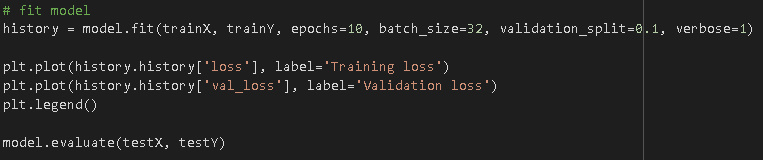 # fit model
history = model.fit(trainX, trainY, epochs=10, batch_size=32, validation_split=0.1, verbose=1)
plt.plot(history.history['loss'], label='Training loss')
plt.plot(history.history['val_loss'], label='Validation loss')
plt.legend()
model.evaluate(testX, testY)